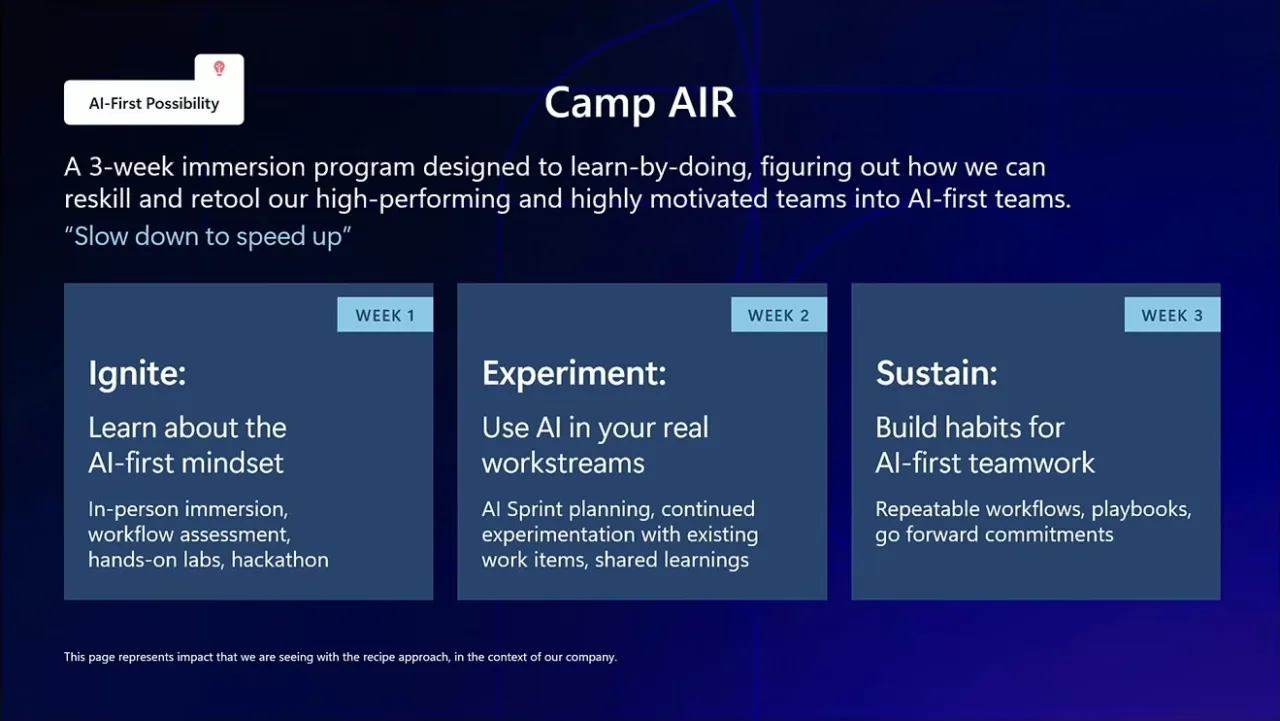 AI-First Possibility
Camp AIR
A 3-week immersion program designed to learn-by-doing, figuring out how we can
reskill and retool our high-performing and highly motivated teams into AI-first teams.
“Slow down to speed up”
WEEK 1
Ignite:
Learn about the
AI-first mindset
In-person immersion,
workflow assessment,
hands-on labs, hackathon
WEEK 2
Experiment:
Use AI in your real
workstreams
AI Sprint planning, continued
experimentation with existing
work items, shared learnings
WEEK 3
Sustain:
Build habits for
AI-first teamwork
Repeatable workflows, playbooks,
go forward commitments
This page represents impact that we are seeing with the recipe approach, in the context of our company.